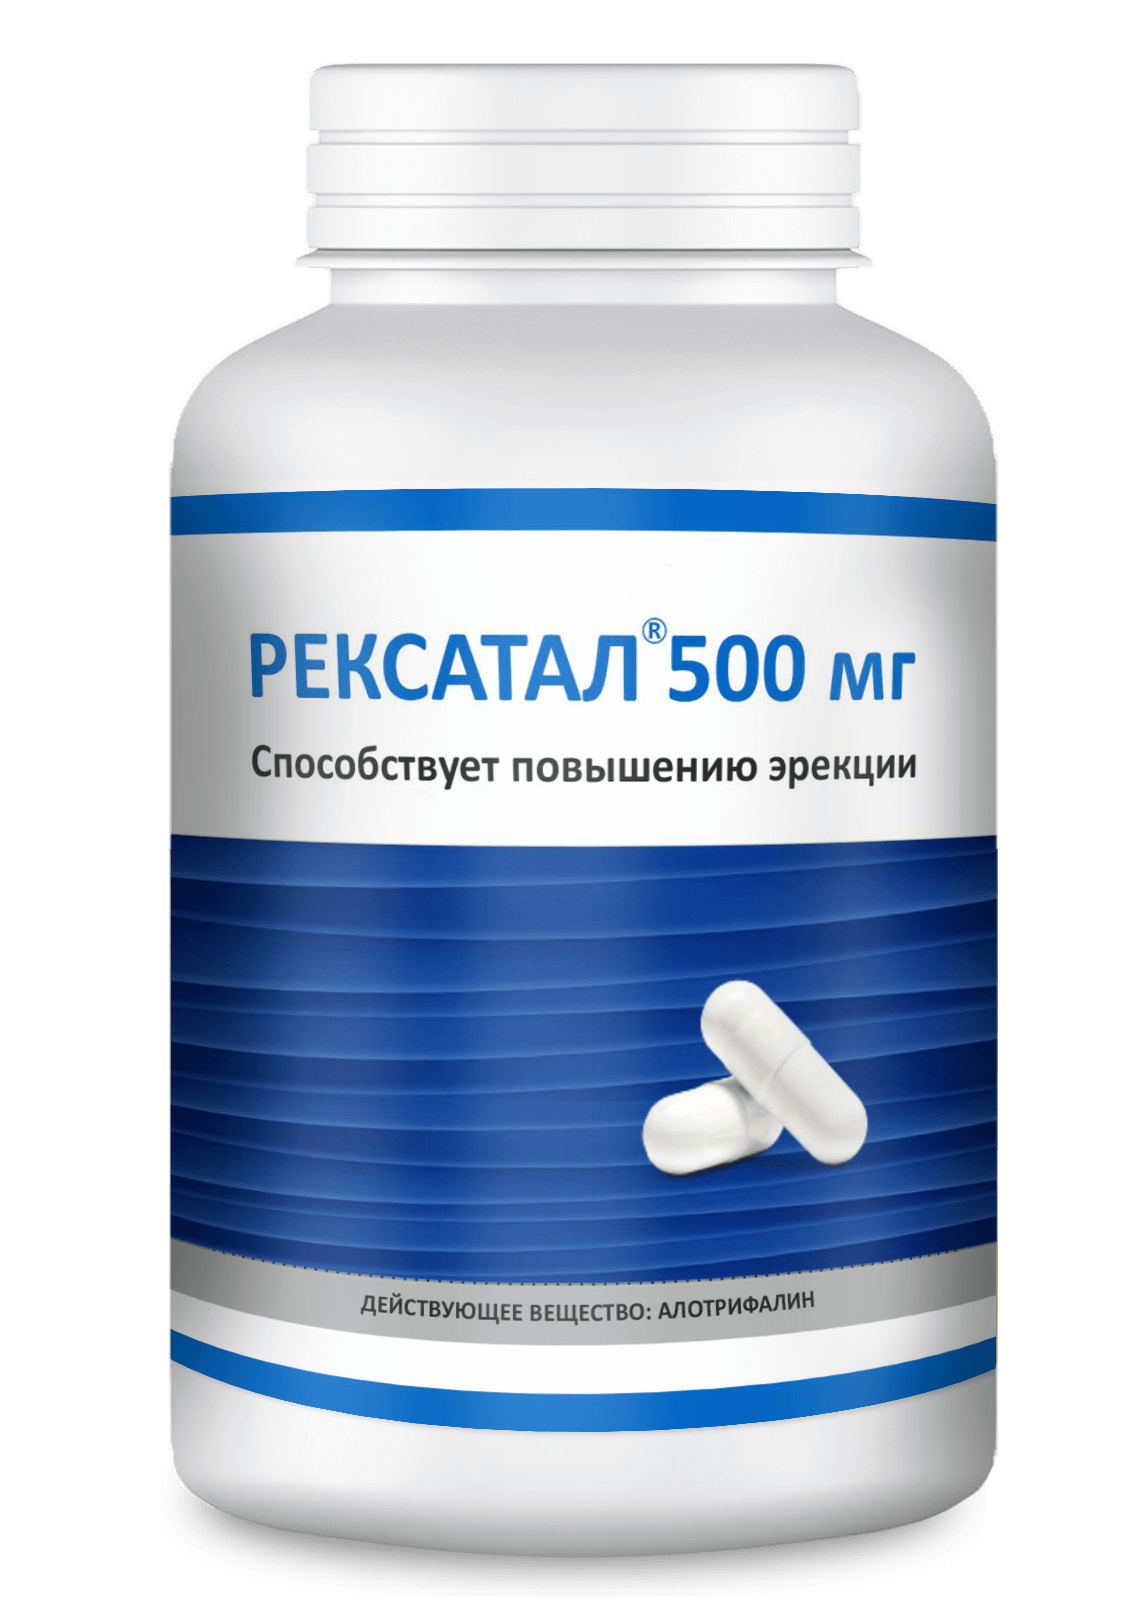 РЕКСАТАЛ® 500 мг
Способствует повышению эрекции
ДЕЙСТВУЮЩЕЕ ВЕЩЕСТВО: АЛОТРИФАЛИН